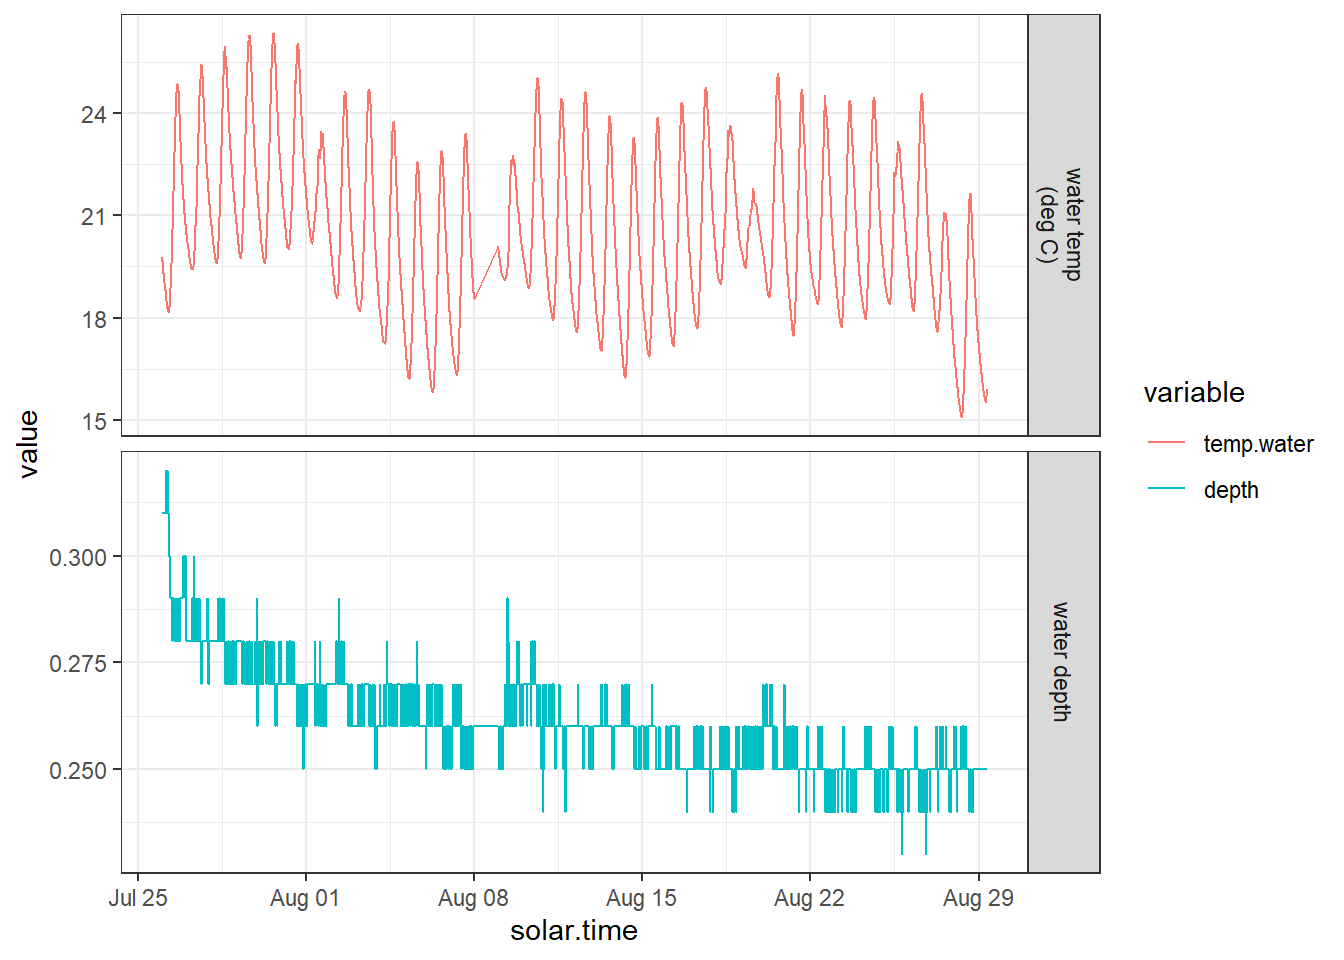 24
21
18
15
water temp
(deg C)
value
0.300
0.275
0.250
water depth
Jul 25
Aug 01
Aug 08
Aug 15
Aug 22
Aug 29
solar.time
variable
temp.water
depth